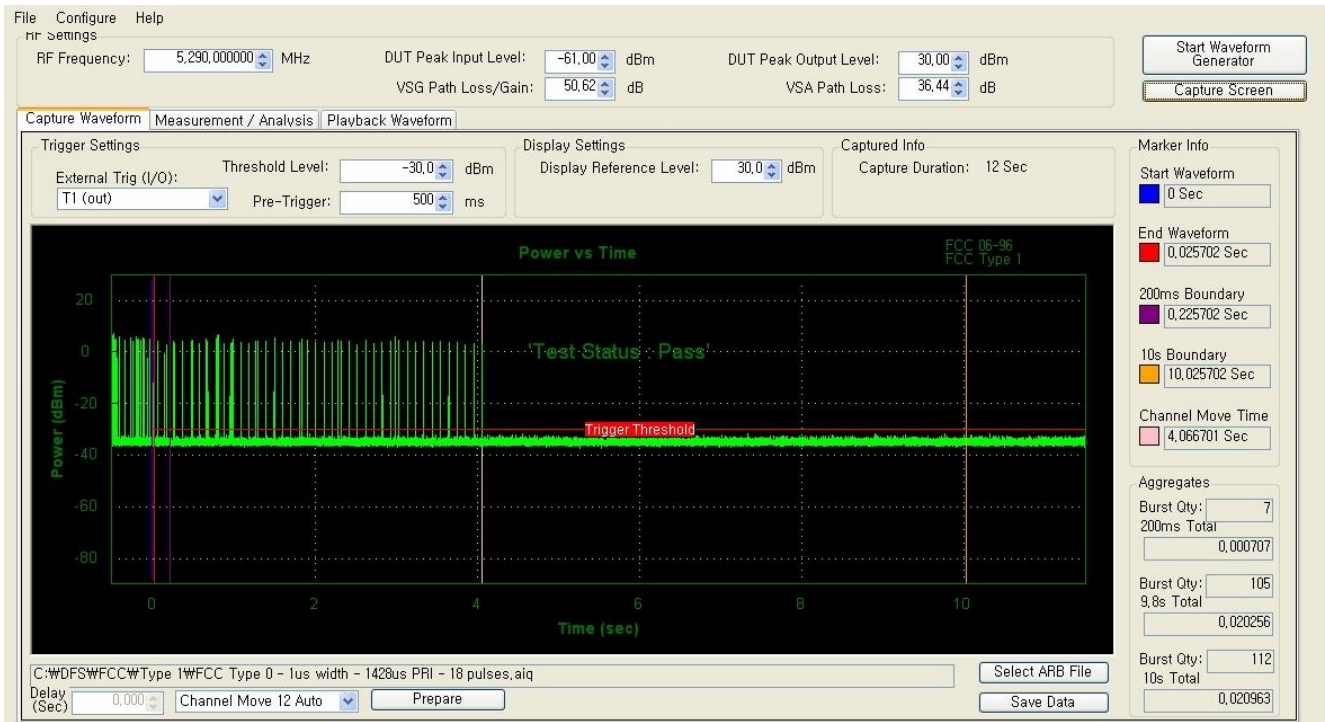 File Configure Help
RF Settings
RF Frequency: 5,290,000000 MHz
DUT Peak Input Level: -61,00 dBm
DUT Peak Output Level: 30,00 dBm
VSG Path Loss/Gain: 50,62 dB
VSA Path Loss: 36,44 dB
Start Waveform Generator
Capture Screen
Capture Waveform Measurement / Analysis Playback Waveform
Trigger Settings
External Trig (I/O):
T1 (out)
Threshold Level: -30,0 dBm
Pre-Trigger: 500 ms
Display Settings
Display Reference Level: 30,0 dBm
Captured Info
Capture Duration: 12 Sec
Power vs Time
FCC 06-96
FCC Type 1
20
0
-20
-40
-60
-80
Power (dBm)
'Test Status : Pass'
Trigger Threshold
0 2 4 6 8 10
Time (sec)
Marker Info
Start Waveform
0 Sec
End Waveform
0,025702 Sec
200ms Boundary
0,225702 Sec
10s Boundary
10,025702 Sec
Channel Move Time
4,066701 Sec
Aggregates
Burst Qty: 7
200ms Total
0,000707
Burst Qty: 105
9,8s Total
0,020256
Burst Qty: 112
10s Total
0,020963
C:₩DFS₩FCC₩Type 1₩FCC Type 0 - 1us width - 1428us PRI - 18 pulses,aiq
Select ARB File
Delay (Sec) 0,000
Channel Move 12 Auto
Prepare
Save Data